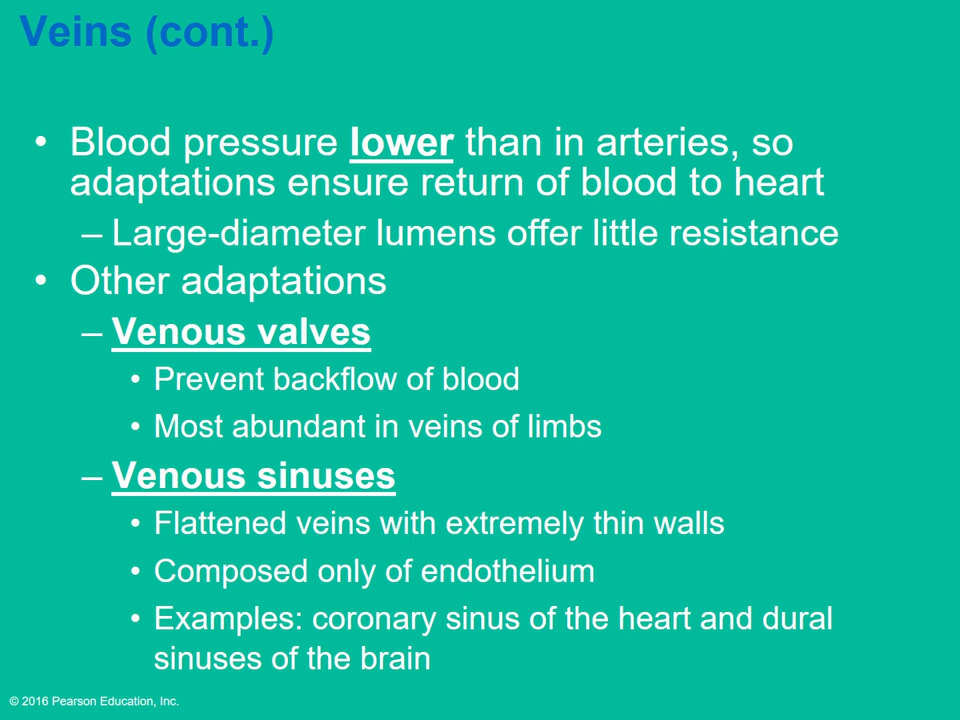 Veins (cont.)
• Blood pressure lower than in arteries, so
adaptations ensure return of blood to heart
– Large-diameter lumens offer little resistance
• Other adaptations
– Venous valves
• Prevent backflow of blood
• Most abundant in veins of limbs
– Venous sinuses
• Flattened veins with extremely thin walls
• Composed only of endothelium
• Examples: coronary sinus of the heart and dural
sinuses of the brain
© 2016 Pearson Education, Inc.